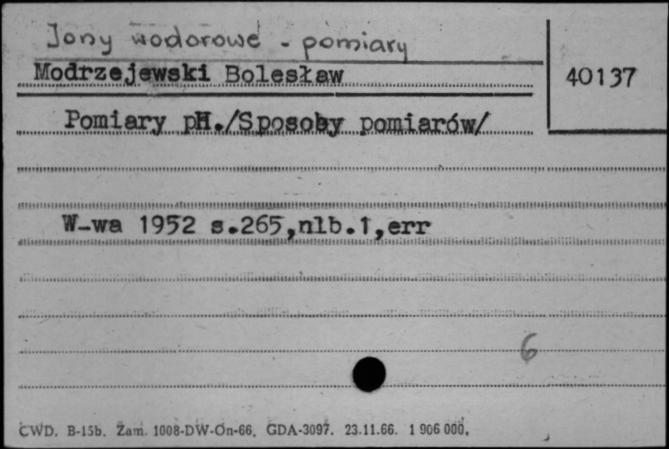 Jony wodorowe - pomiary
Modrzejewski Bolesław
40137
Pomiary pH./Sposoby pomiarów/
W-wa 1952 s.265,nlb.1,err
6
CWD. B-15b. Zam. 1008-DW-On-66. GDA-3097. 23.11.66. 1 906 000.